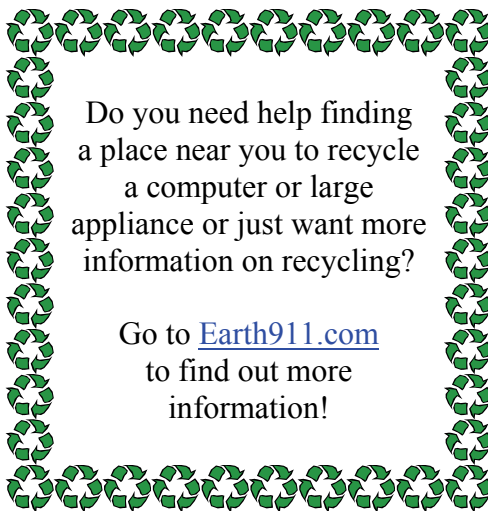 Do you need help finding
a place near you to recycle
a computer or large
appliance or just want more
information on recycling?
Go to Earth911.com
to find out more
information!